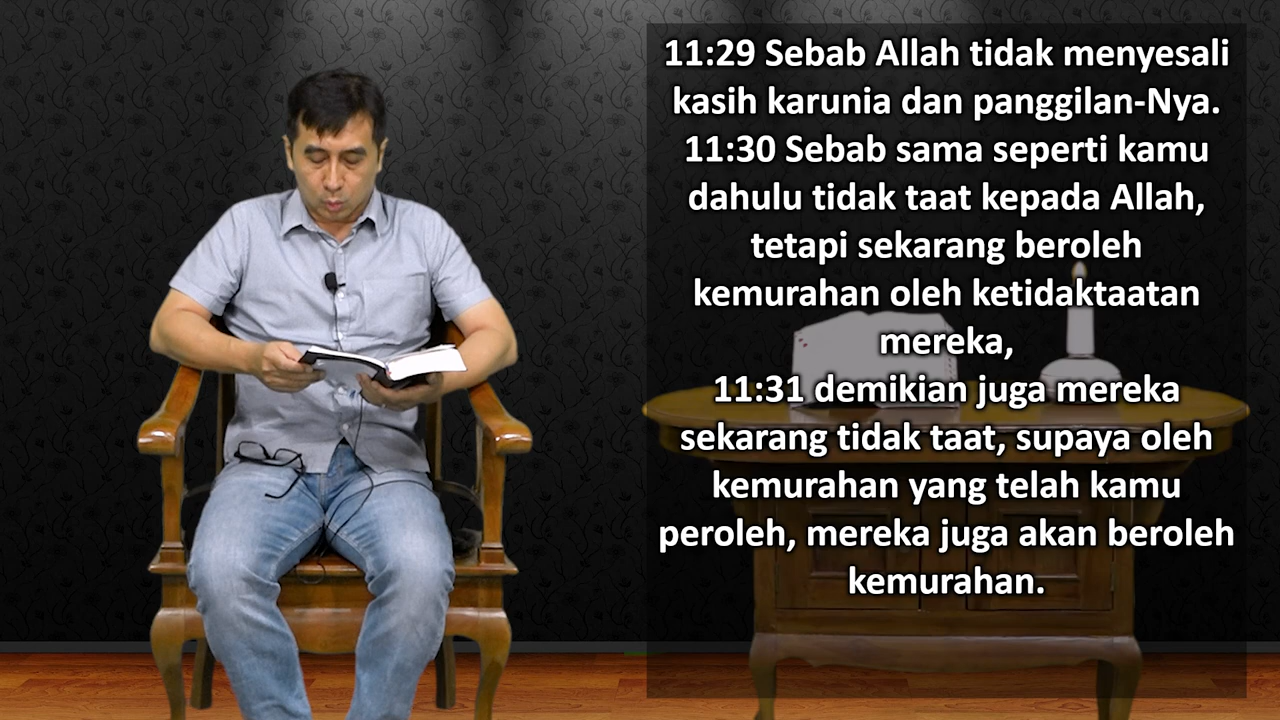 11:29 Sebab Allah tidak menyesali
kasih karunia dan panggilan-Nya.
11:30 Sebab sama seperti kamu
dahulu tidak taat kepada Allah,
tetapi sekarang beroleh
kemurahan oleh ketidaktaatan
mereka,
11:31 demikian juga mereka
sekarang tidak taat, supaya oleh
kemurahan yang telah kamu
peroleh, mereka juga akan beroleh
kemurahan.